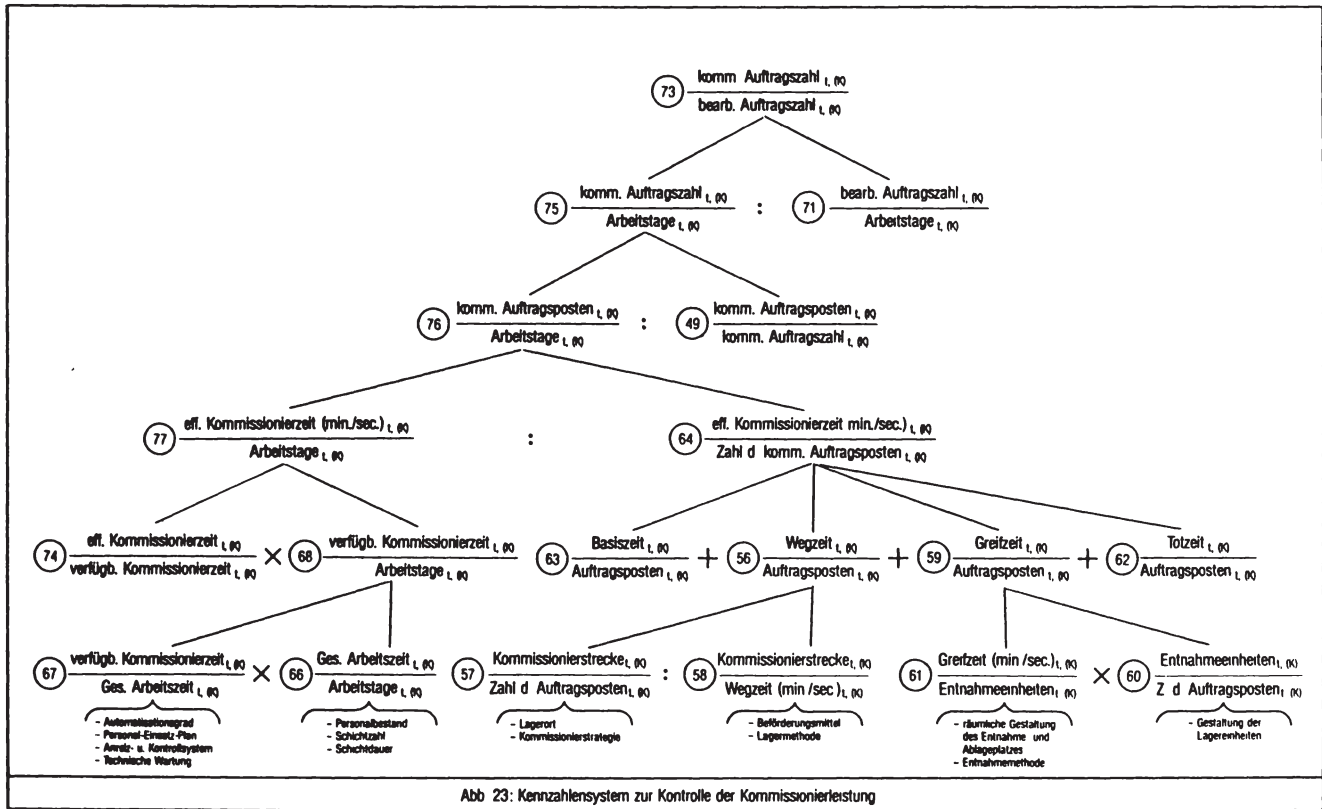 73 komm Auftragszahl t, (K)
bearb. Auftragszahl t, (K)
75 komm. Auftragszahl t, (K) : 71 bearb. Auftragszahl t, (K)
Arbeitstage t, (K) Arbeitstage t, (K)
76 komm. Auftragsposten t, (K) : 49 komm. Auftragsposten t, (K)
Arbeitstage t, (K) komm. Auftragszahl t, (K)
77 eff. Kommissionierzeit (min./sec.) t, (K) : 64 eff. Kommissionierzeit min./sec.) t, (K)
Arbeitstage t, (K) Zahl d komm. Auftragsposten t, (K)
74 eff. Kommissionierzeit t, (K) × 68 verfügb. Kommissionierzeit t, (K) 63 Basiszeit t, (K) + 56 Wegzeit t, (K) + 59 Greifzeit t, (K) + 62 Totzeit t, (K)
verfügb. Kommissionierzeit t, (K) Arbeitstage t, (K) Auftragsposten t, (K) Auftragsposten t, (K) Auftragsposten t, (K) Auftragsposten t, (K)
67 verfügb. Kommissionierzeit t, (K) × 66 Ges. Arbeitszeit t, (K) 57 Kommissionierstrecke t, (K) : 58 Kommissionierstrecke t, (K) 61 Greifzeit (min /sec.) t, (K) × 60 Entnahmeeinheiten t, (K)
Ges. Arbeitszeit t, (K) Arbeitstage t, (K) Zahl d Auftragsposten t, (K) Wegzeit (min /sec ) t, (K) Entnahmeeinheiten t (K) Z d Auftragsposten t (K)
- Automatisationsgrad
- Personal-Einsatz-Plan
- Anreiz- u. Kontrollsystem
- Technische Wartung
- Personalbestand
- Schichtzahl
- Schichtdauer
- Lagerort
- Kommissionierstrategie
- Beförderungsmittel
- Lagermethode
- räumliche Gestaltung
des Entnahme und
Ablageplatzes
- Entnahmemethode
- Gestaltung der
Lagereinheiten
Abb 23: Kennzahlensystem zur Kontrolle der Kommissionierleistung